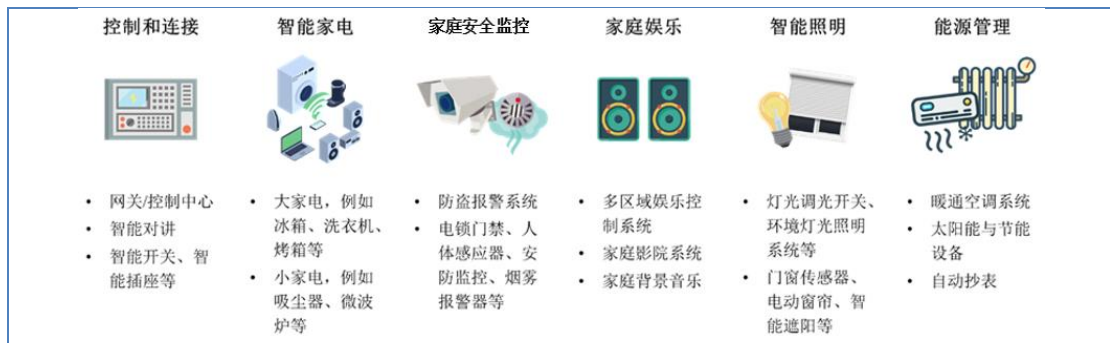 控制和连接
智能家电
家庭安全监控
家庭娱乐
智能照明
能源管理
• 网关/控制中心
• 智能对讲
• 智能开关、智
能插座等
• 大家电，例如
冰箱、洗衣机、
烤箱等
• 小家电，例如
吸尘器、微波
炉等
• 防盗报警系统
• 电锁门禁、人
体感应器、安
防监控、烟雾
报警器等
• 多区域娱乐控
制系统
• 家庭影院系统
• 家庭背景音乐
• 灯光调光开关、
环境灯光照明
系统等
• 门窗传感器、
电动窗帘、智
能遮阳等
• 暖通空调系统
• 太阳能与节能
设备
• 自动抄表